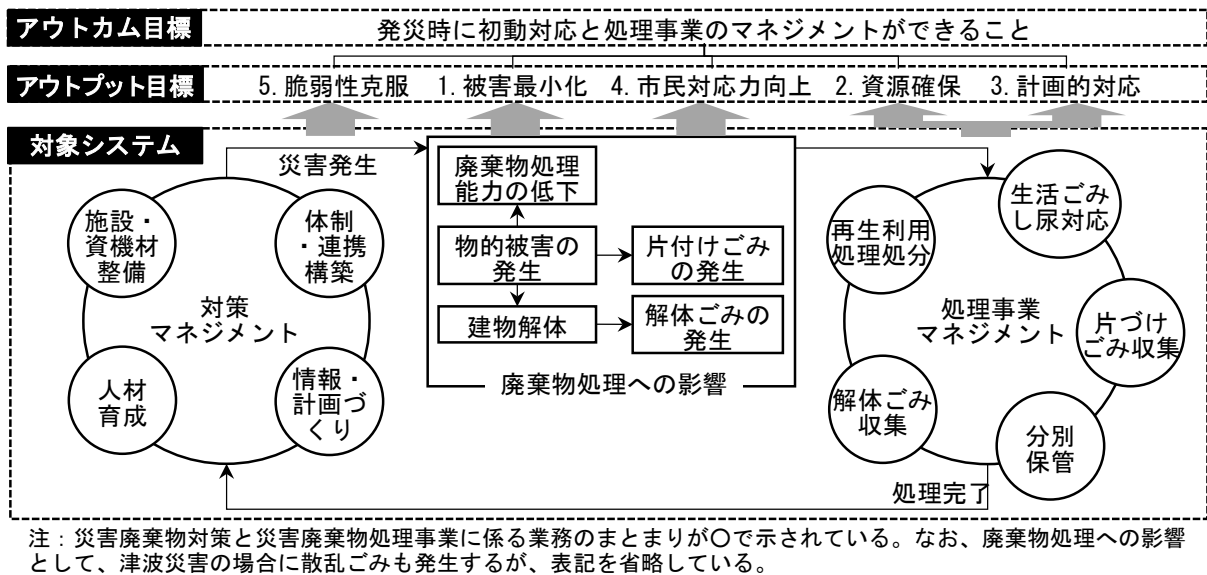 アウトカム目標
発災時に初動対応と処理事業のマネジメントができること
アウトプット目標
5. 脆弱性克服
1. 被害最小化
4. 市民対応力向上
2. 資源確保
3. 計画的対応
対象システム
災害発生
施設・
資機材
整備
体制
・連携
構築
対策
マネジメント
人材
育成
情報・
計画づ
くり
廃棄物処理
能力の低下
物的被害の
発生
片付けごみ
の発生
建物解体
解体ごみの
発生
廃棄物処理への影響
再生利用
処理処分
生活ごみ
し尿対応
処理事業
マネジメント
片づけ
ごみ収集
解体ごみ
収集
分別
保管
処理完了
注：災害廃棄物対策と災害廃棄物処理事業に係る業務のまとまりが〇で示されている。なお、廃棄物処理への影響
として、津波災害の場合に散乱ごみも発生するが、表記を省略している。